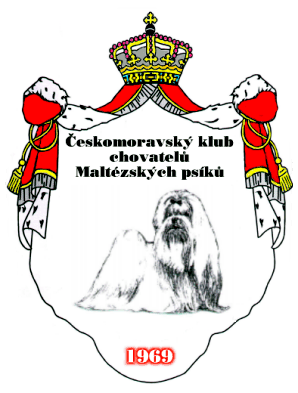 Českomoravský klub
chovatelů
Maltézských psíků
1969